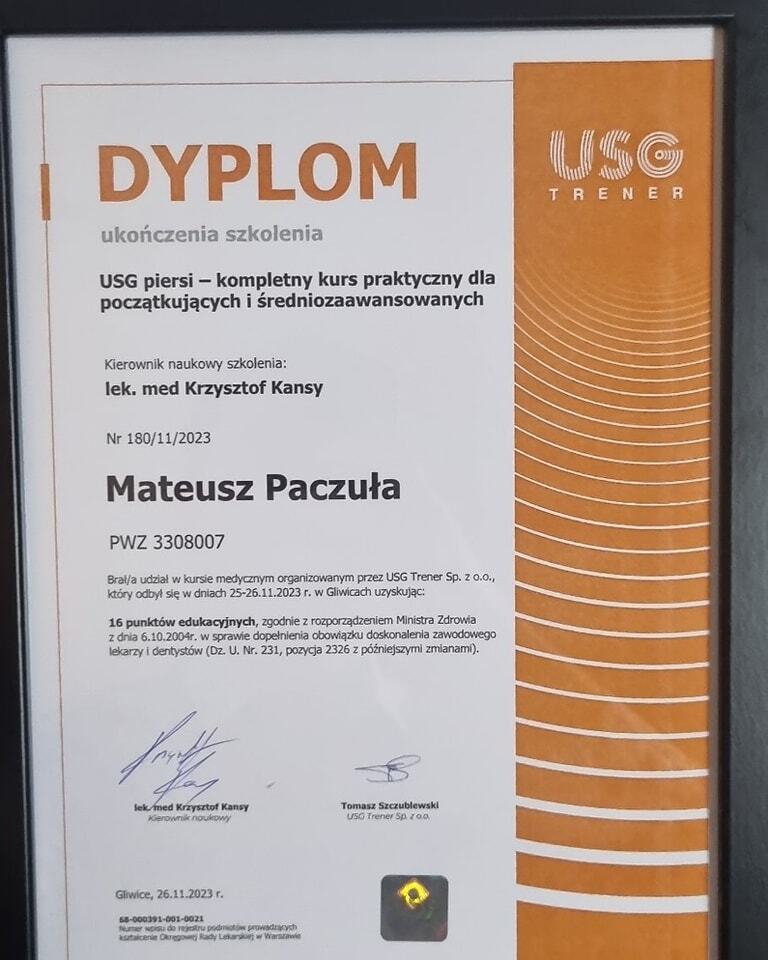 DYPLOM
ukończenia szkolenia
USG piersi – kompletny kurs praktyczny dla
początkujących i średniozaawansowanych
Kierownik naukowy szkolenia:
lek. med Krzysztof Kansy
Nr 180/11/2023
Mateusz Paczuła
PWZ 3308007
Brał/a udział w kursie medycznym organizowanym przez USG Trener Sp. z o.o.,
który odbył się w dniach 25-26.11.2023 r. w Gliwicach uzyskując:
16 punktów edukacyjnych, zgodnie z rozporządzeniem Ministra Zdrowia
z dnia 6.10.2004r. w sprawie dopełnienia obowiązku doskonalenia zawodowego
lekarzy i dentystów (Dz. U. Nr. 231, pozycja 2326 z późniejszymi zmianami).
lek. med Krzysztof Kansy
Kierownik naukowy
Tomasz Szczublewski
USG Trener Sp. z o.o.
Gliwice, 26.11.2023 r.
68-000391-001-0021
Numer wpisu do rejestru podmiotów prowadzących
kształcenie Okręgowej Rady Lekarskiej w Warszawie
USG
TRENER